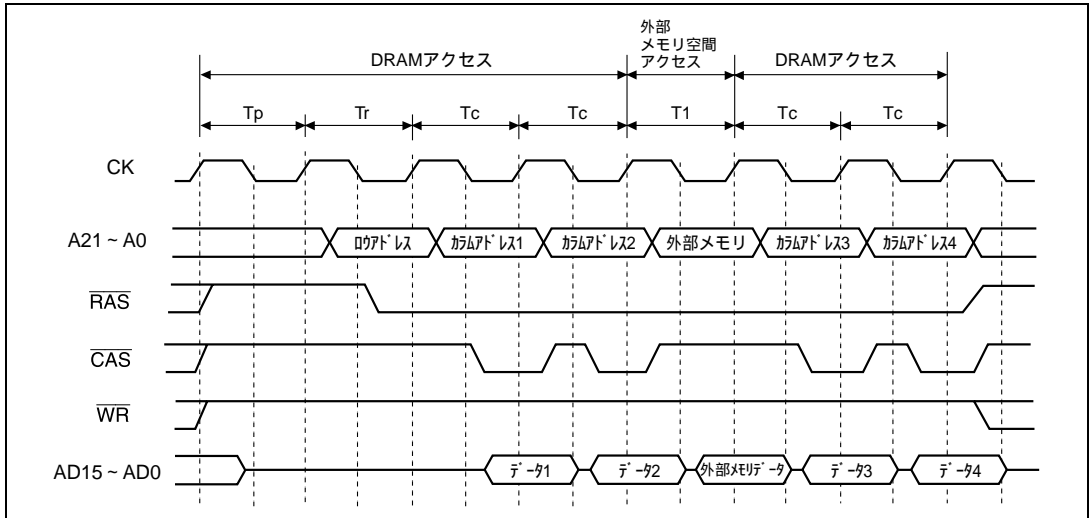 外部
メモリ空間
アクセス
DRAMアクセス
DRAMアクセス
Tp Tr Tc Tc T1 Tc Tc
CK
A21 ~ A0 ﾛｳｱﾄﾞﾚｽ ｶﾗﾑｱﾄﾞﾚｽ1 ｶﾗﾑｱﾄﾞﾚｽ2 外部メモリ ｶﾗﾑｱﾄﾞﾚｽ3 ｶﾗﾑｱﾄﾞﾚｽ4
RAS
CAS
WR
AD15 ~ AD0 ﾃﾞｰﾀ1 ﾃﾞｰﾀ2 外部ﾒﾓﾘﾃﾞｰﾀ ﾃﾞｰﾀ3 ﾃﾞｰﾀ4